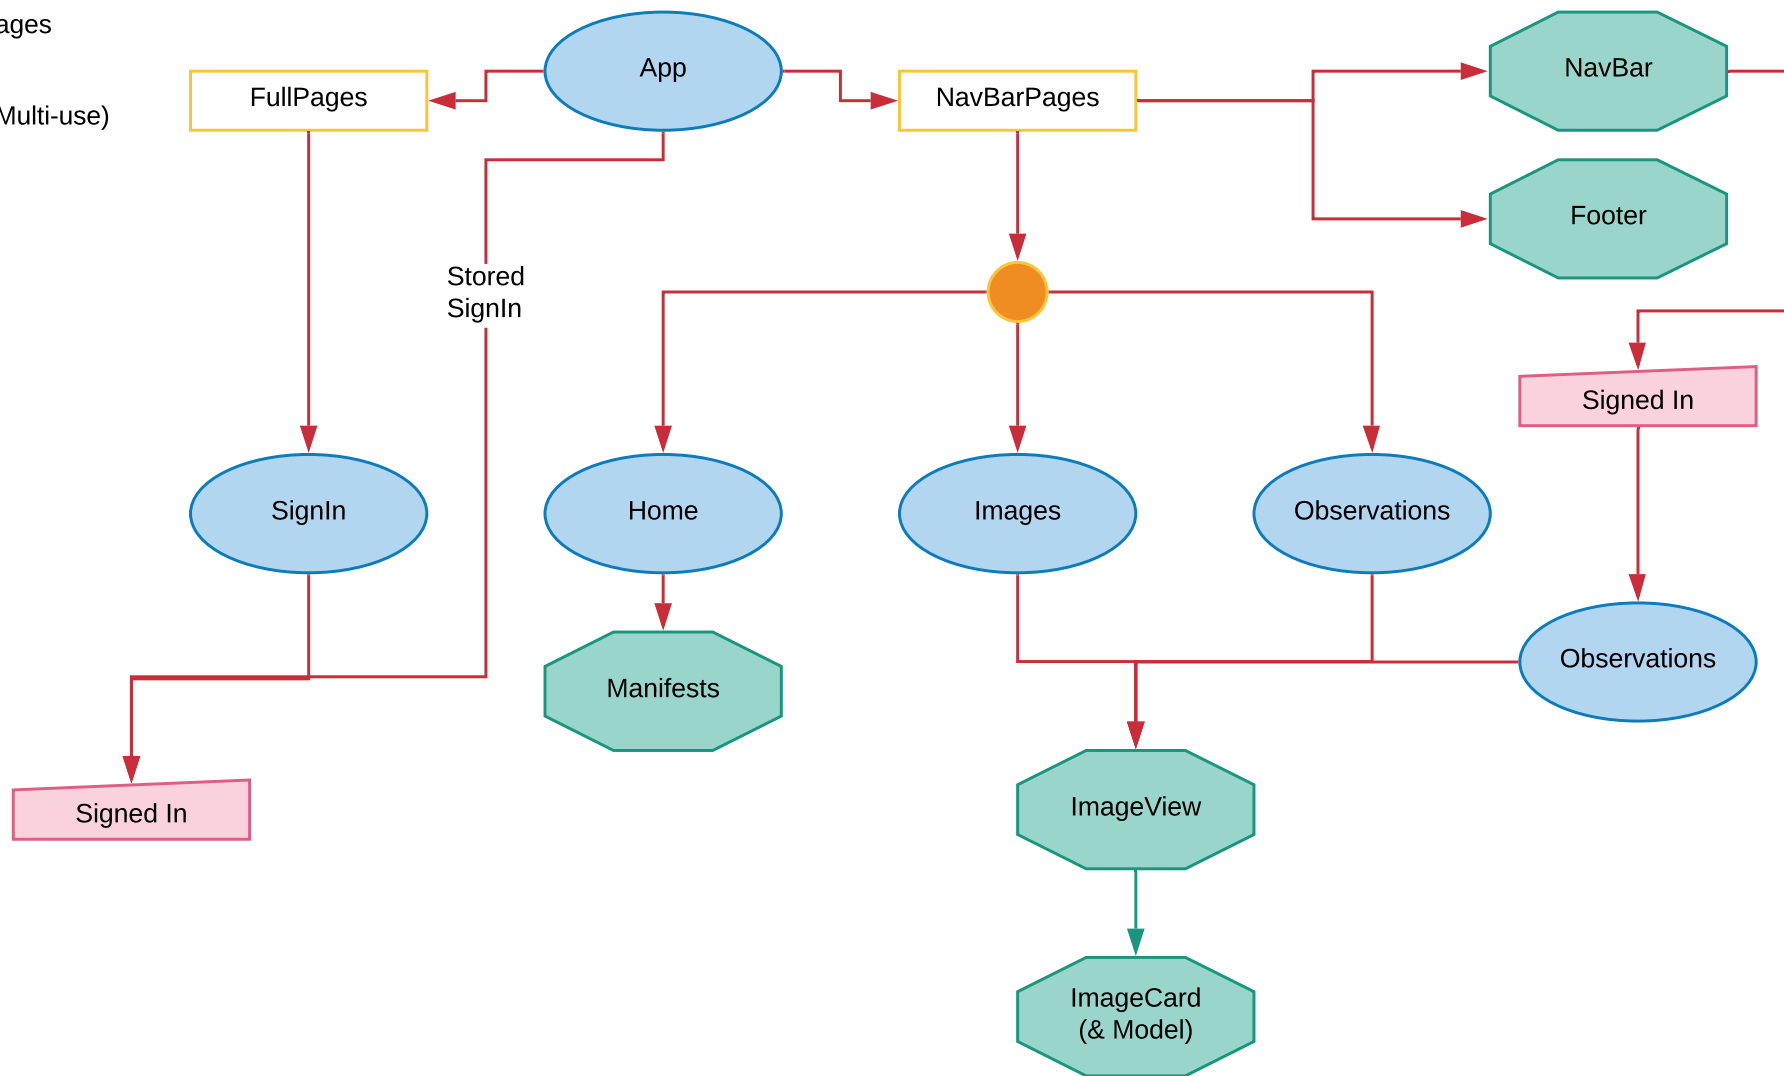 ages
App
NavBar
FullPages
NavBarPages
Multi-use)
Footer
Stored
SignIn
Signed In
SignIn
Home
Images
Observations
Observations
Manifests
ImageView
Signed In
ImageCard
(& Model)